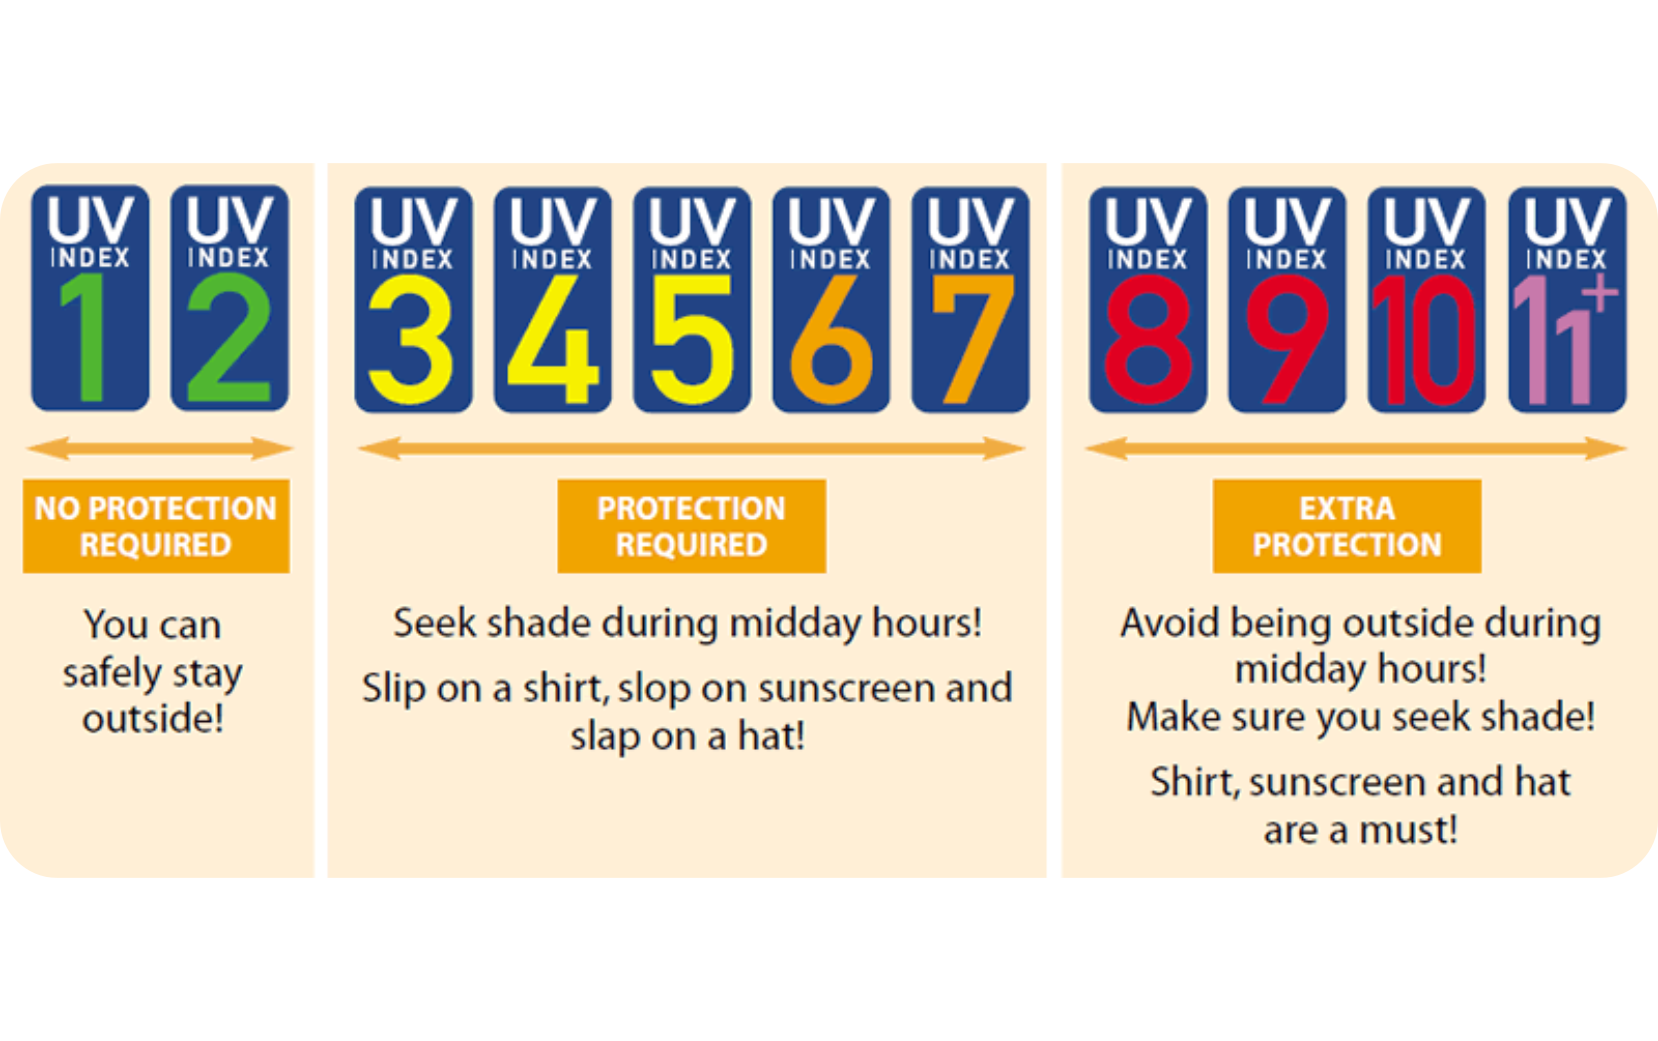 UV
INDEX
1
UV
INDEX
2
NO PROTECTION
REQUIRED
You can
safely stay
outside!
UV
INDEX
3
UV
INDEX
4
UV
INDEX
5
UV
INDEX
6
UV
INDEX
7
PROTECTION
REQUIRED
Seek shade during midday hours!
Slip on a shirt, slop on sunscreen and
slap on a hat!
UV
INDEX
8
UV
INDEX
9
UV
INDEX
10
UV
INDEX
11+
EXTRA
PROTECTION
Avoid being outside during
midday hours!
Make sure you seek shade!
Shirt, sunscreen and hat
are a must!